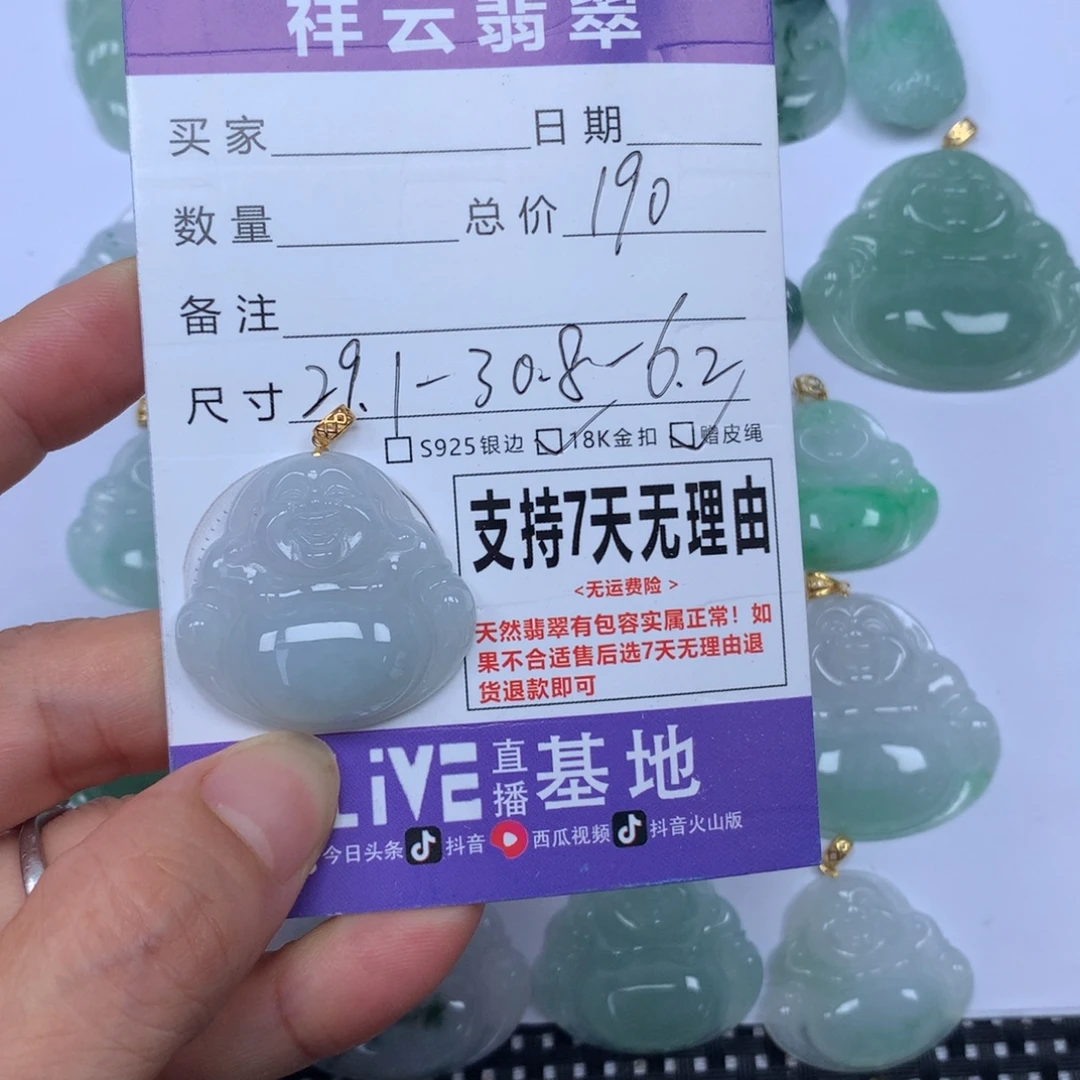 祥云翡翠
买家 日期
数量 总价 190
备注
尺寸 29.1-30.8-6.2
S925银边 18K金扣 赠皮绳
支持7天无理由
<无运费险>
天然翡翠有包容实属正常！如
果不合适售后选7天无理由退
货退款即可
LiVE直播基地
今日头条 抖音 西瓜视频 抖音火山版